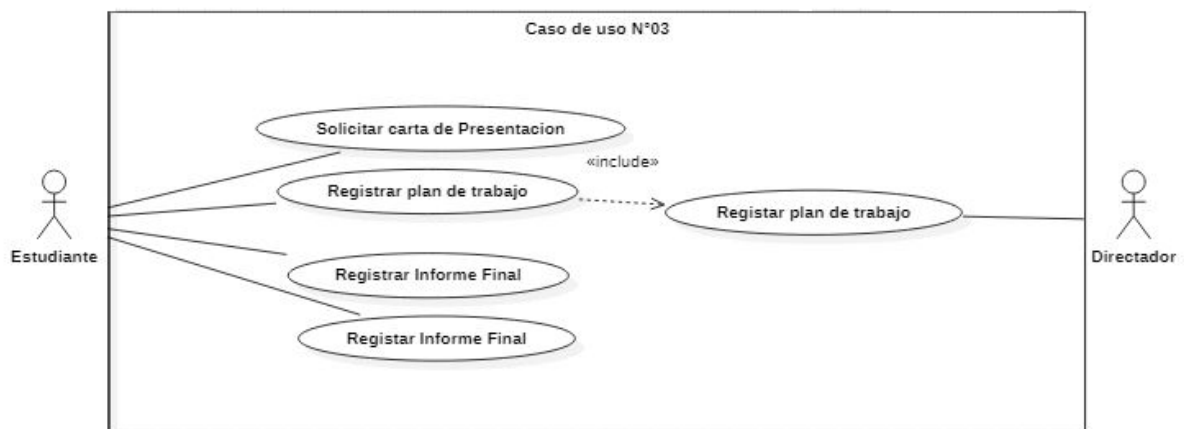 Caso de uso N°03
Solicitar carta de Presentacion
«include»
Registrar plan de trabajo
Registar plan de trabajo
Estudiante
Directador
Registrar Informe Final
Registar Informe Final